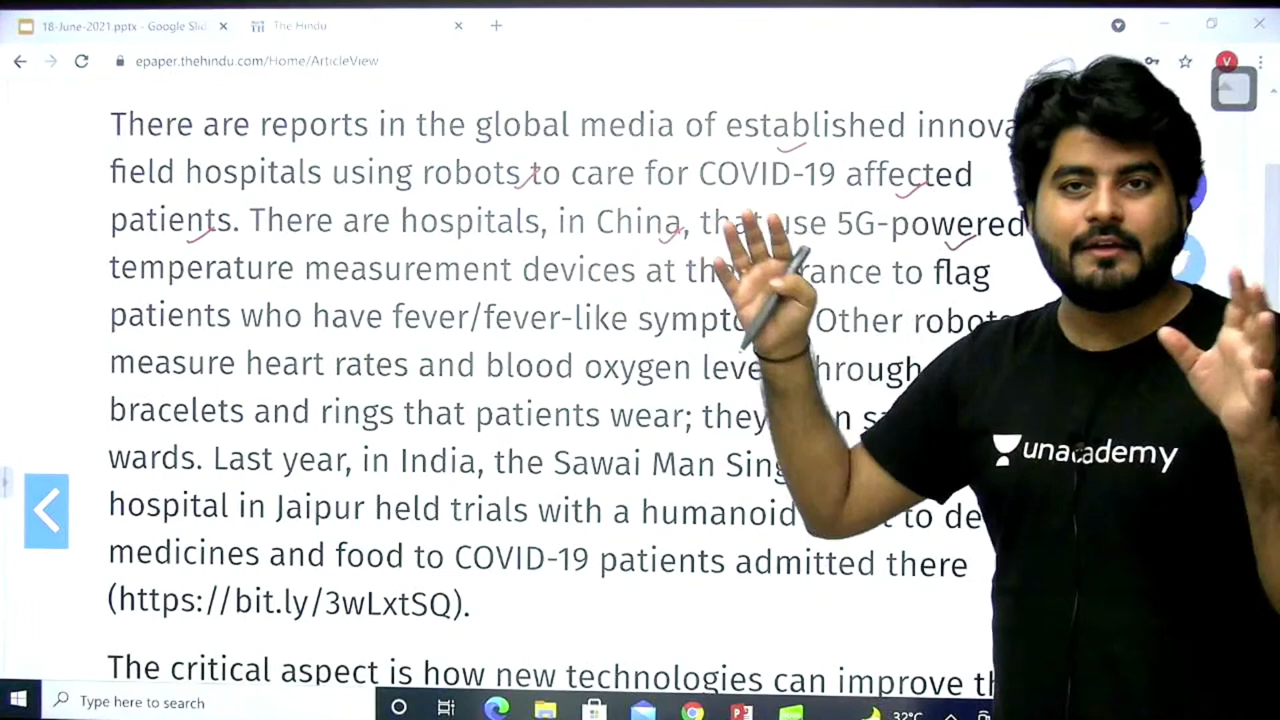 18-June-2021.pptx - Google Slid
The Hindu
epaper.thehindu.com/Home/ArticleView
V
There are reports in the global media of established innova
field hospitals using robots to care for COVID-19 affected
patients. There are hospitals, in China, that use 5G-powered
temperature measurement devices at th rance to flag
patients who have fever/fever-like sympto Other robots
measure heart rates and blood oxygen leve through
bracelets and rings that patients wear; they n s
wards. Last year, in India, the Sawai Man Sing
hospital in Jaipur held trials with a humanoid t to de
medicines and food to COVID-19 patients admitted there
(https://bit.ly/3wLxtSQ).
The critical aspect is how new technologies can improve th
unacademy
Type here to search
32°C